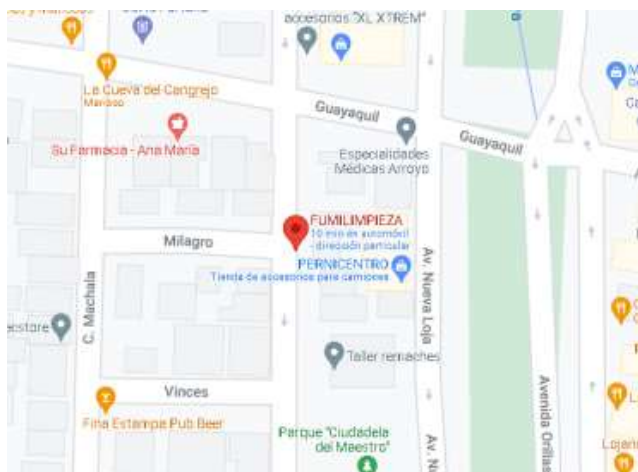 accesorios "XL XTREM"
La Cueva del Cangrejo
Marisco
Guayaquil
Guayaquil
Su Farmacia - Ana María
Especialidades
Médicas Arroyo
FUMILIMPIEZA
10 min en automóvil
- dirección particular
Milagro
PERNICENTRO
Tienda de accesorios para camiones
C. Machala
Av. Nueva Loja
Taller remaches
Vinces
Fina Estampa Pub Beer
Parque "Ciudadela
del Maestro"
Avenida Orillas